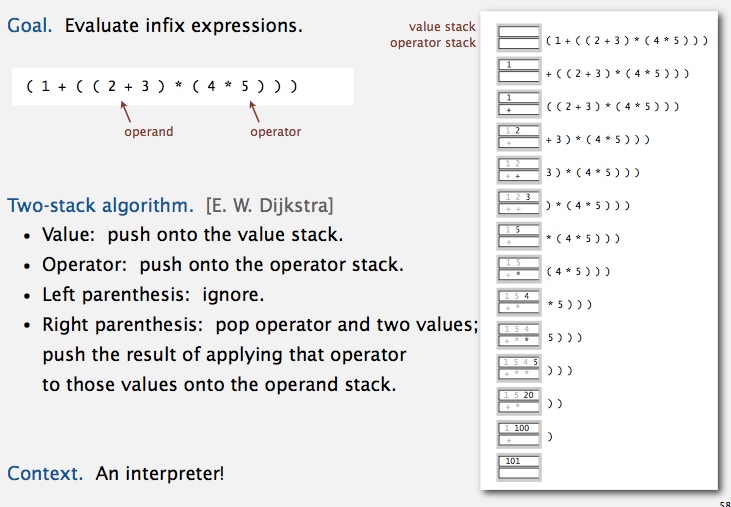 Goal. Evaluate infix expressions.
value stack
operator stack
( 1 + ( ( 2 + 3 ) * ( 4 * 5 ) ) )
operand
operator
Two-stack algorithm. [E. W. Dijkstra]
• Value: push onto the value stack.
• Operator: push onto the operator stack.
• Left parenthesis: ignore.
• Right parenthesis: pop operator and two values;
push the result of applying that operator
to those values onto the operand stack.
Context. An interpreter!
( 1 + ( ( 2 + 3 ) * ( 4 * 5 ) ) )
1
+ ( ( 2 + 3 ) * ( 4 * 5 ) ) )
1
+
( ( 2 + 3 ) * ( 4 * 5 ) ) )
1 2
+
+ 3 ) * ( 4 * 5 ) ) )
1 2
+ +
3 ) * ( 4 * 5 ) ) )
1 2 3
+ +
) * ( 4 * 5 ) ) )
1 5
+
* ( 4 * 5 ) ) )
1 5
+ *
( 4 * 5 ) ) )
1 5 4
+ *
* 5 ) ) )
1 5 4
+ * *
5 ) ) )
1 5 4 5
+ * *
) ) )
1 5 20
+ *
) )
1 100
+
)
101
58